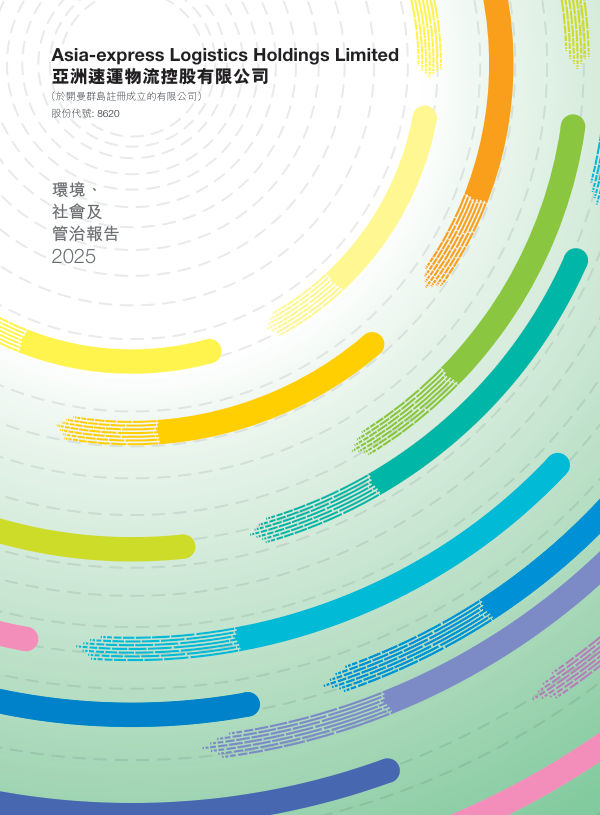 Asia-express Logistics Holdings Limited
亞洲速運物流控股有限公司
（於開曼群島註冊成立的有限公司）
股份代號: 8620
環境、
社會及
管治報告
2025